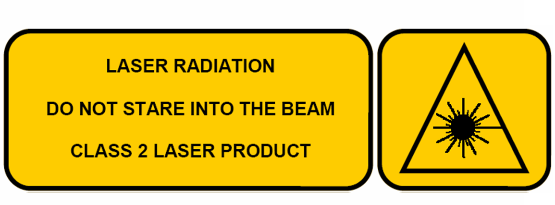 LASER RADIATION
DO NOT STARE INTO THE BEAM
CLASS 2 LASER PRODUCT